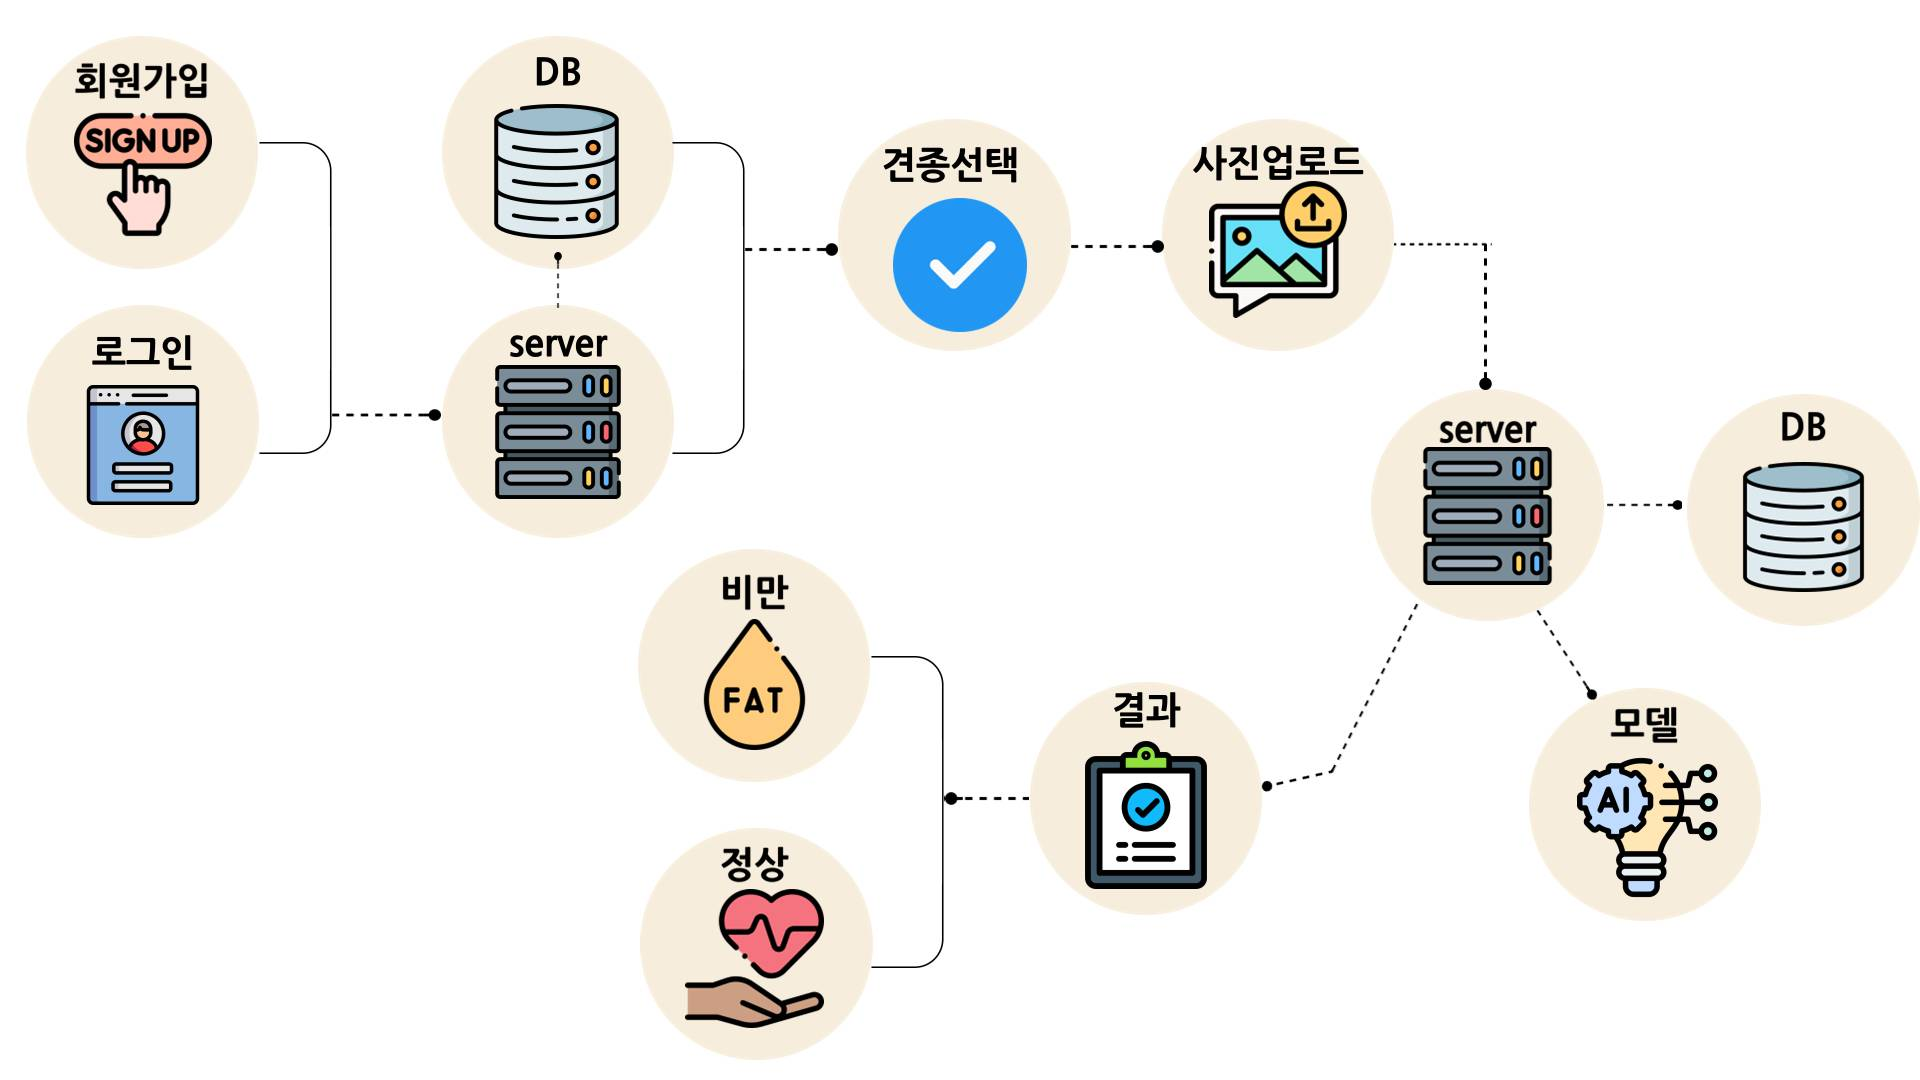 회원가입
SIGN UP
로그인
DB
server
견종선택
사진업로드
server
DB
모델
AI
결과
비만
FAT
정상